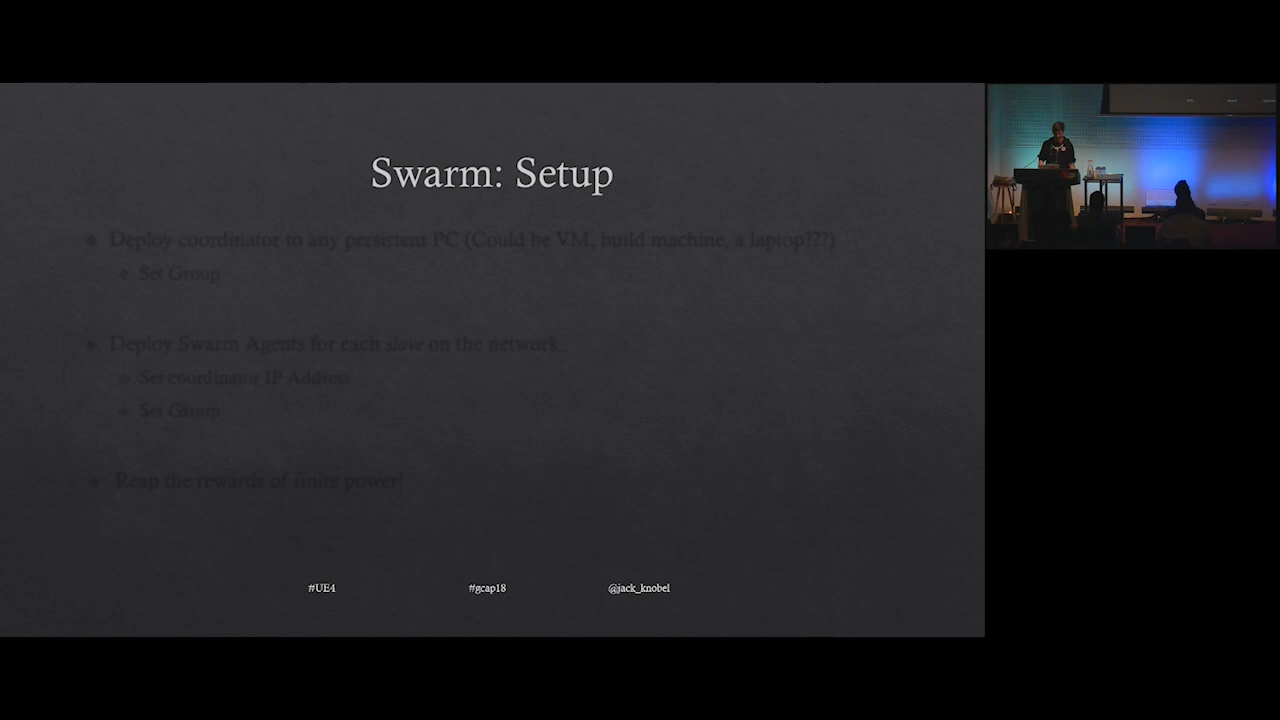 Swarm: Setup
Deploy coordinator to any persistent PC (Could be VM, build machine, a laptop???)
Set Group
Deploy Swarm Agents for each slave on the network
Set coordinator IP Address
Set Group
Reap the rewards of finite power!
#UE4
#gcap18
@jack_knobel